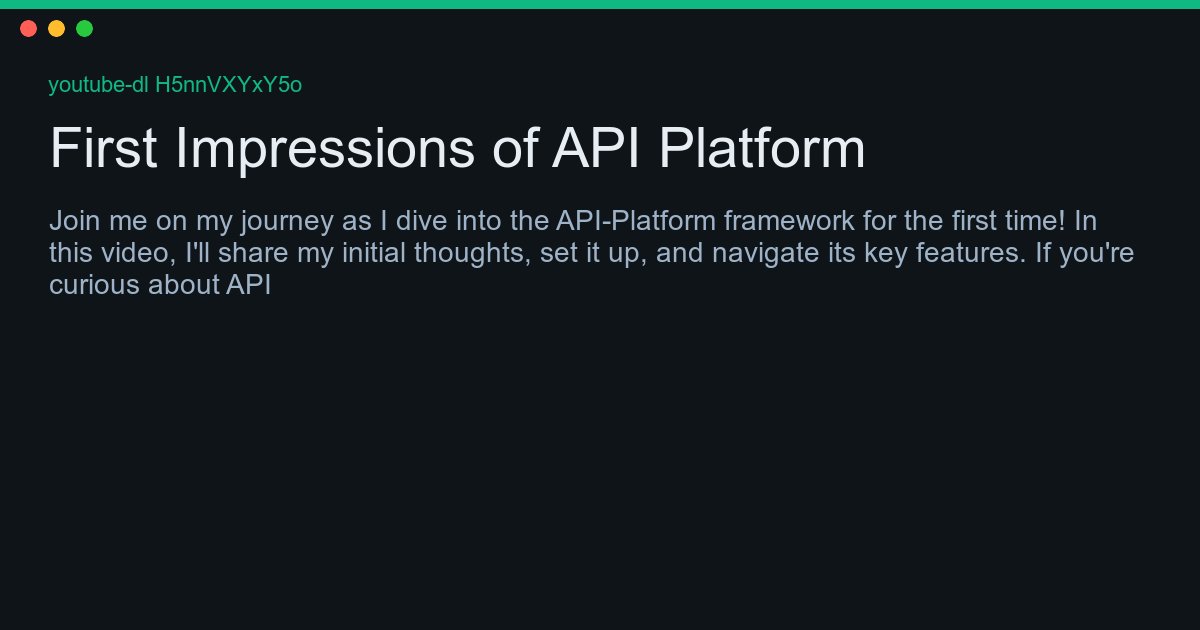 youtube-dl H5nnVXYxY5o
First Impressions of API Platform
Join me on my journey as I dive into the API-Platform framework for the first time! In
this video, I'll share my initial thoughts, set it up, and navigate its key features. If you're
curious about API